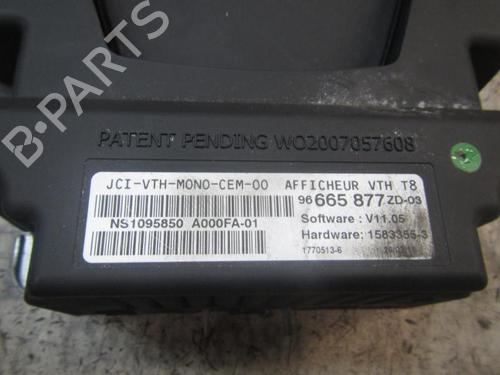 PATENT PENDING WO2007057608
JCI-VTH-MONO-CEM-00 AFFICHEUR VTH T8
96 665 877 ZD-03
NS1095850 A000FA-01
Software : V11.05
Hardware: 1583355-3
1770513-6
B-PARTS